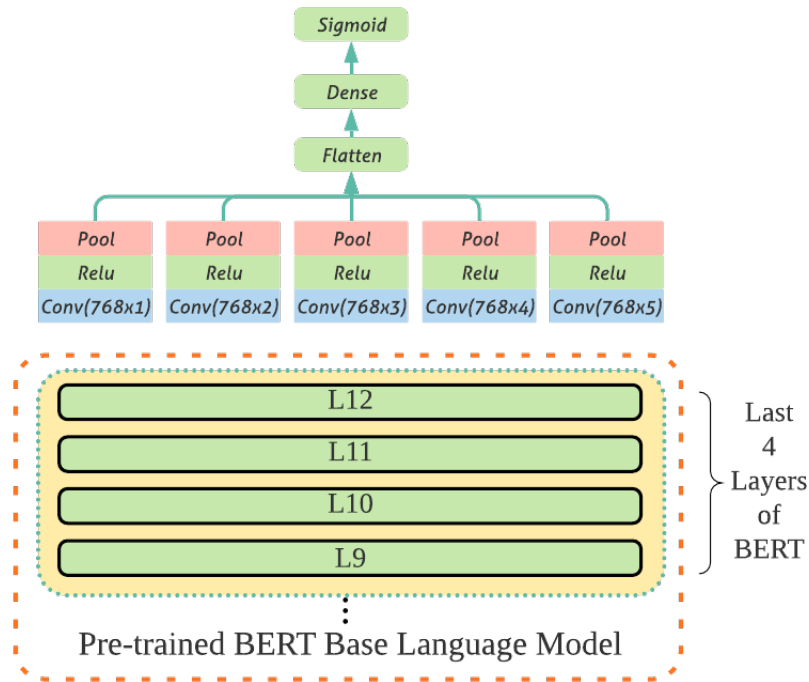 Sigmoid
Dense
Flatten
Pool Pool Pool Pool Pool
Relu Relu Relu Relu Relu
Conv(768x1) Conv(768x2) Conv(768x3) Conv(768x4) Conv(768x5)
L12
L11
L10
L9
Last
4
Layers
of
BERT
Pre-trained BERT Base Language Model